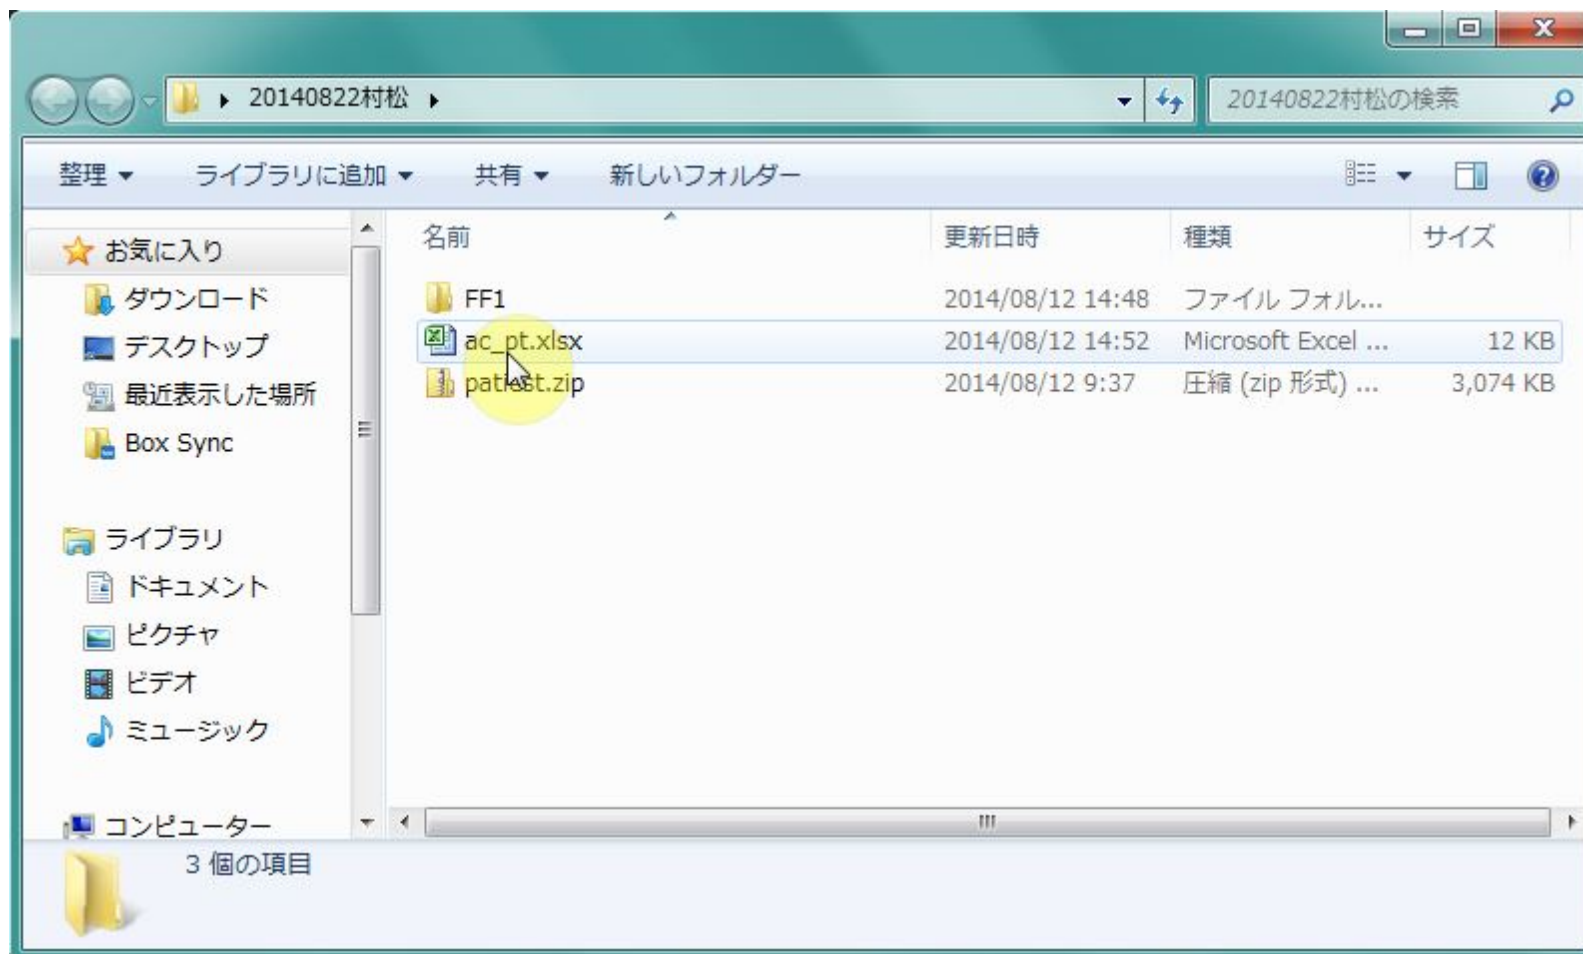 20140822村松
20140822村松の検索
整理 ライブラリに追加 共有 新しいフォルダー
名前 更新日時 種類 サイズ
お気に入り
ダウンロード
デスクトップ
最近表示した場所
Box Sync
ライブラリ
ドキュメント
ピクチャ
ビデオ
ミュージック
コンピューター
FF1 2014/08/12 14:48 ファイル フォル...
ac_pt.xlsx 2014/08/12 14:52 Microsoft Excel ... 12 KB
2014/08/12 9:37 圧縮 (zip 形式) ... 3,074 KB
3 個の項目